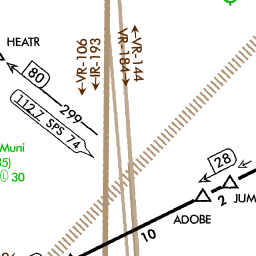 HEATR
80
←VR-106
←IR-193
←VR-144
VR-184→
299
112.7 SPS 74
Muni
35)
30
28
ADOBE
2
JUM
10